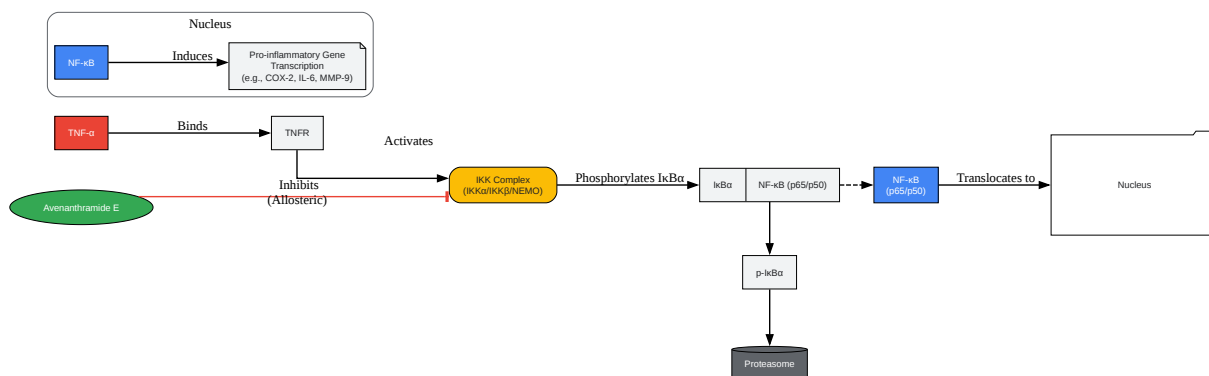 Nucleus
NF-κB
Induces
Pro-inflammatory Gene
Transcription
(e.g., COX-2, IL-6, MMP-9)
TNF-α
Binds
TNFR
Activates
Avenanthramide E
Inhibits
(Allosteric)
IKK Complex
(IKKα/IKKβ/NEMO)
Phosphorylates IκBα
IκBα
NF-κB (p65/p50)
NF-κB
(p65/p50)
Translocates to
Nucleus
p-IκBα
Proteasome